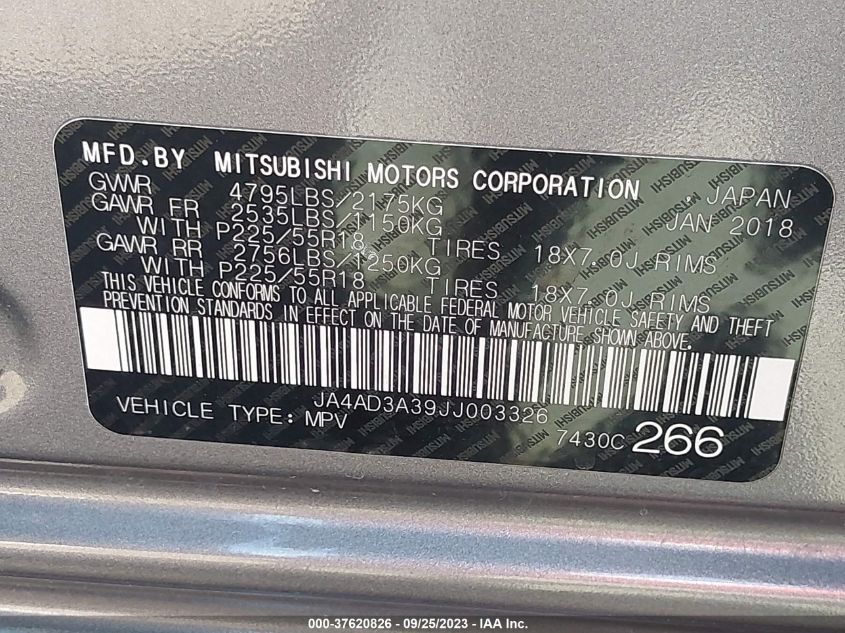 MFD.BY MITSUBISHI MOTORS CORPORATION JAPAN
GWWR 4795LBS/2175KG JAN 2018
GAWR FR 2535LBS/1150KG
WITH P225/55R18 TIRES 18X7.0J RIMS
GAWR RR 2756LBS/1250KG
WITH P225/55R18 TIRES 18X7.0J RIMS
THIS VEHICLE CONFORMS TO ALL APPLICABLE FEDERAL MOTOR VEHICLE SAFETY AND THEFT
PREVENTION STANDARDS IN EFFECT ON THE DATE OF MANUFACTURE SHOWN ABOVE.
JA4AD3A39JJ003326
VEHICLE TYPE: MPV 7430C 266
000-37620826 - 09/25/2023 - IAA Inc.